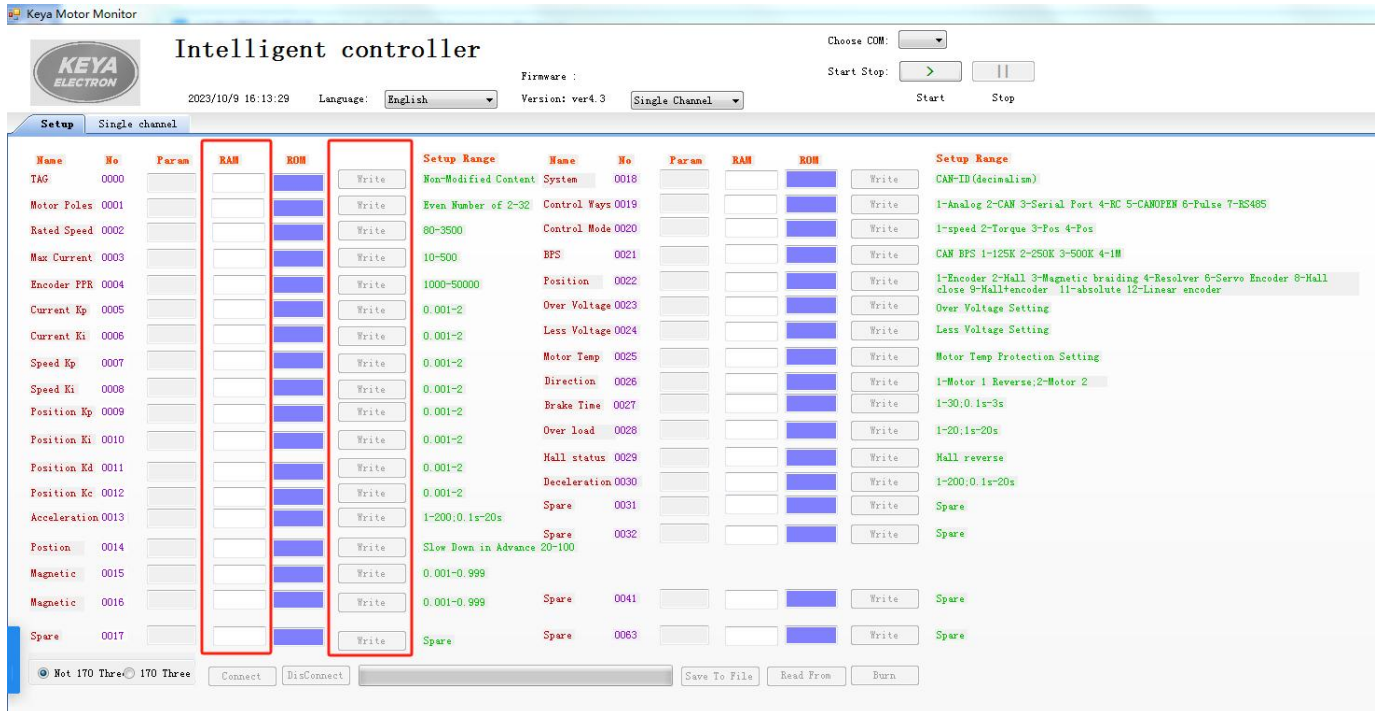 Keya Motor Monitor
KEYA
ELECTRON
Intelligent controller
Choose COM:
Start Stop:
Firmware :
2023/10/9 16:13:29 Language: English Version: ver4.3 Single Channel Start Stop
Setup Single channel
Name No Param RAM ROM Setup Range Name No Param RAM ROM Setup Range
TAG 0000 Write Non-Modified Content System 0018 Write CAN-ID(decimalism)
Motor Poles 0001 Write Even Number of 2-32 Control Ways 0019 Write 1-Analog 2-CAN 3-Serial Port 4-RC 5-CANOPEN 6-Pulse 7-RS485
Rated Speed 0002 Write 80-3500 Control Mode 0020 Write 1-speed 2-Torque 3-Pos 4-Pos
Max Current 0003 Write 10-500 BPS 0021 Write CAN BPS 1-125K 2-250K 3-500K 4-1M
Encoder PPR 0004 Write 1000-50000 Position 0022 Write 1-Encoder 2-Hall 3-Magnetic braiding 4-Resolver 6-Servo Encoder 8-Hall
close 9-Hall+encoder 11-absolute 12-Linear encoder
Current Kp 0005 Write 0.001-2 Over Voltage 0023 Write Over Voltage Setting
Current Ki 0006 Write 0.001-2 Less Voltage 0024 Write Less Voltage Setting
Speed Kp 0007 Write 0.001-2 Motor Temp 0025 Write Motor Temp Protection Setting
Speed Ki 0008 Write 0.001-2 Direction 0026 Write 1-Motor 1 Reverse;2-Motor 2
Position Kp 0009 Write 0.001-2 Brake Time 0027 Write 1-30;0.1s-3s
Position Ki 0010 Write 0.001-2 Over load 0028 Write 1-20;1s-20s
Position Kd 0011 Write 0.001-2 Hall status 0029 Write Hall reverse
Position Kc 0012 Write 0.001-2 Deceleration 0030 Write 1-200;0.1s-20s
Acceleration 0013 Write 1-200;0.1s-20s Spare 0031 Write Spare
Postion 0014 Write Slow Down in Advance 20-100 Spare 0032 Write Spare
Magnetic 0015 Write 0.001-0.999
Magnetic 0016 Write 0.001-0.999 Spare 0041 Write Spare
Spare 0017 Write Spare Spare 0063 Write Spare
Not 170 Thre 170 Three Connect DisConnect Save To File Read From Burn